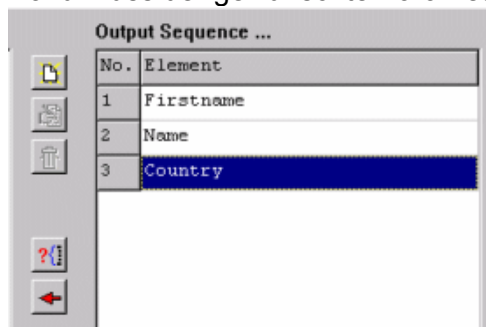 Output Sequence ...
No. Element
1 Firstname
2 Name
3 Country
?{